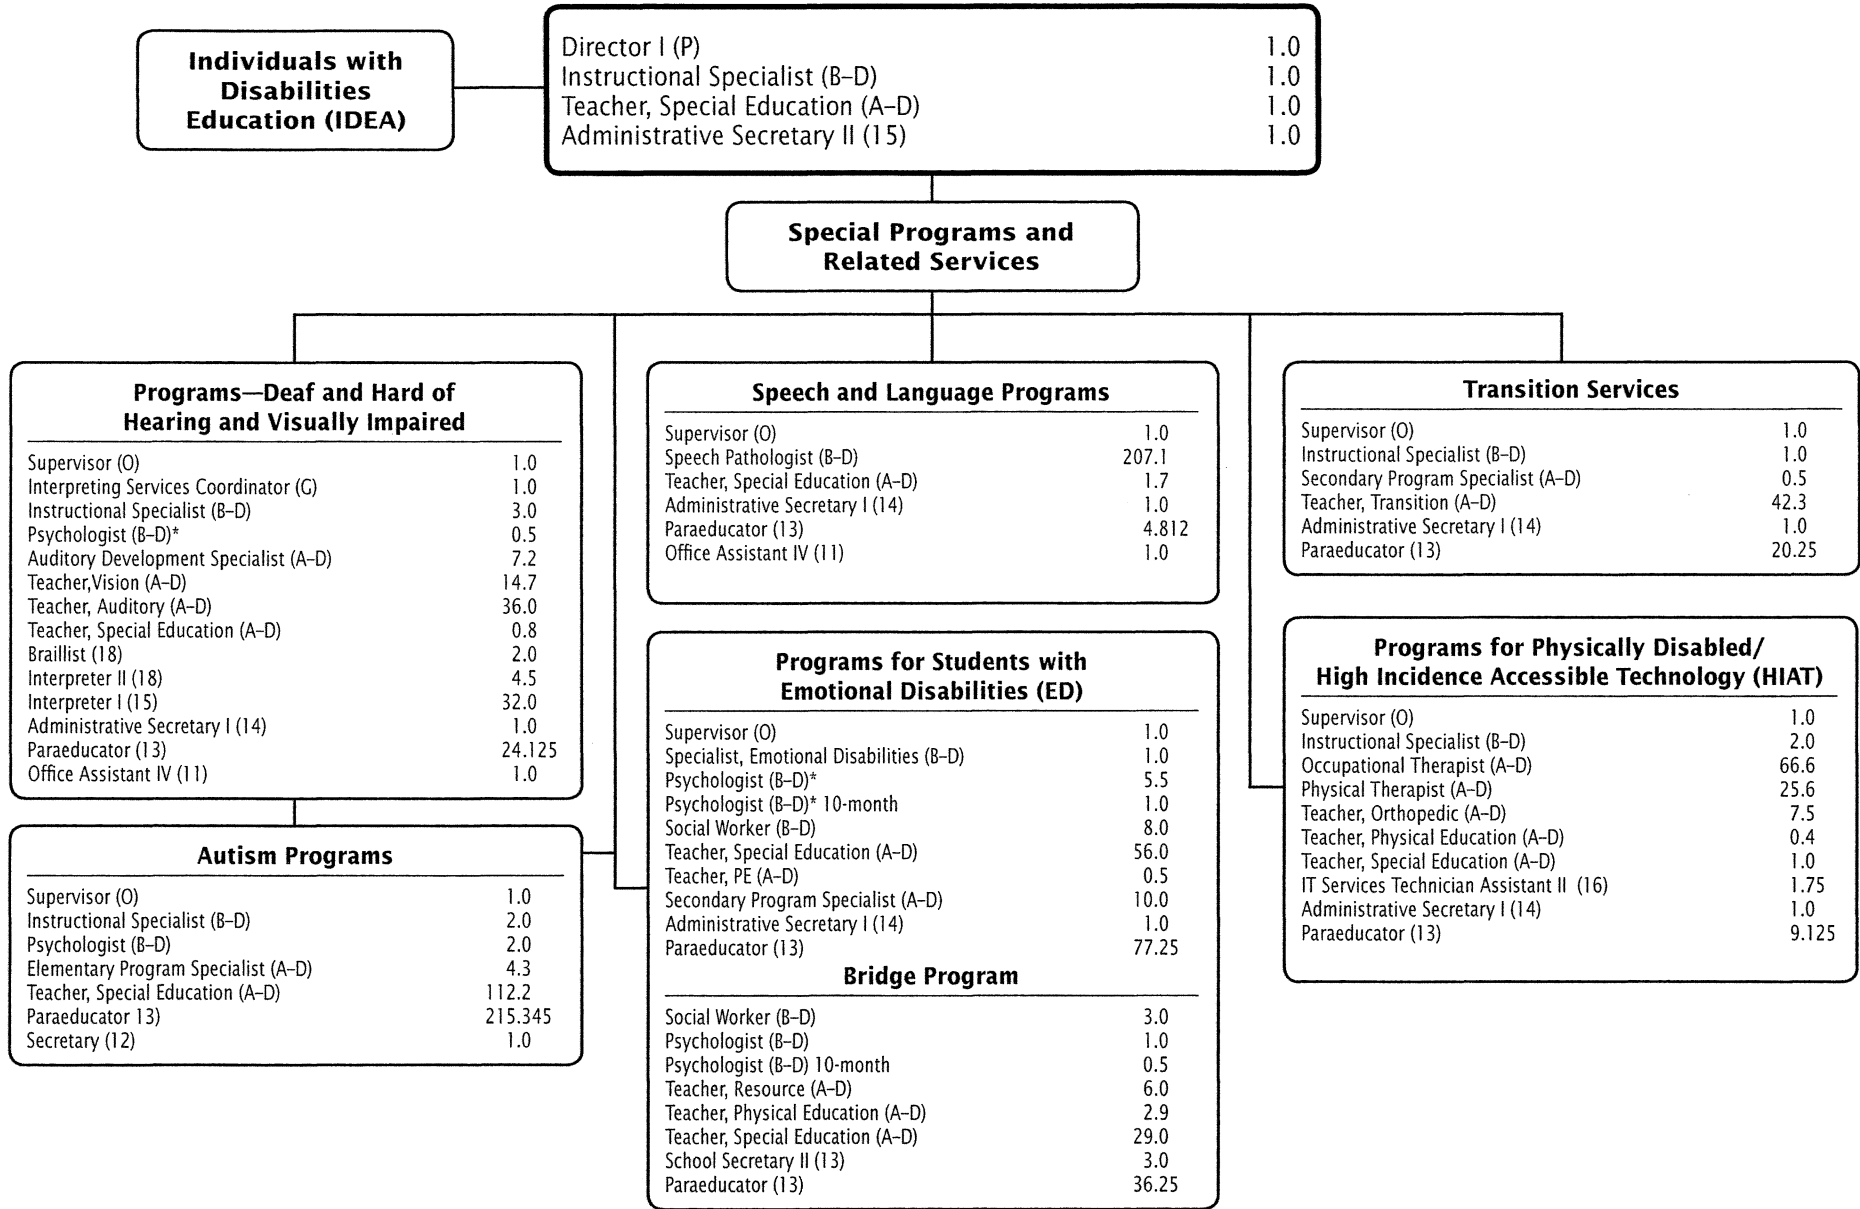 Individuals with
Disabilities
Education (IDEA)
Director I (P) 1.0
Instructional Specialist (B–D) 1.0
Teacher, Special Education (A–D) 1.0
Administrative Secretary II (15) 1.0
Special Programs and
Related Services
Programs—Deaf and Hard of
Hearing and Visually Impaired
Supervisor (O) 1.0
Interpreting Services Coordinator (G) 1.0
Instructional Specialist (B–D) 3.0
Psychologist (B–D)* 0.5
Auditory Development Specialist (A–D) 7.2
Teacher,Vision (A–D) 14.7
Teacher, Auditory (A–D) 36.0
Teacher, Special Education (A–D) 0.8
Braillist (18) 2.0
Interpreter II (18) 4.5
Interpreter I (15) 32.0
Administrative Secretary I (14) 1.0
Paraeducator (13) 24.125
Office Assistant IV (11) 1.0
Autism Programs
Supervisor (O) 1.0
Instructional Specialist (B–D) 2.0
Psychologist (B–D) 2.0
Elementary Program Specialist (A–D) 4.3
Teacher, Special Education (A–D) 112.2
Paraeducator 13) 215.345
Secretary (12) 1.0
Speech and Language Programs
Supervisor (O) 1.0
Speech Pathologist (B–D) 207.1
Teacher, Special Education (A–D) 1.7
Administrative Secretary I (14) 1.0
Paraeducator (13) 4.812
Office Assistant IV (11) 1.0
Programs for Students with
Emotional Disabilities (ED)
Supervisor (O) 1.0
Specialist, Emotional Disabilities (B–D) 1.0
Psychologist (B–D)* 5.5
Psychologist (B–D)* 10-month 1.0
Social Worker (B–D) 8.0
Teacher, Special Education (A–D) 56.0
Teacher, PE (A–D) 0.5
Secondary Program Specialist (A–D) 10.0
Administrative Secretary I (14) 1.0
Paraeducator (13) 77.25
Bridge Program
Social Worker (B–D) 3.0
Psychologist (B–D) 1.0
Psychologist (B–D) 10-month 0.5
Teacher, Resource (A–D) 6.0
Teacher, Physical Education (A–D) 2.9
Teacher, Special Education (A–D) 29.0
School Secretary II (13) 3.0
Paraeducator (13) 36.25
Transition Services
Supervisor (O) 1.0
Instructional Specialist (B–D) 1.0
Secondary Program Specialist (A–D) 0.5
Teacher, Transition (A–D) 42.3
Administrative Secretary I (14) 1.0
Paraeducator (13) 20.25
Programs for Physically Disabled/
High Incidence Accessible Technology (HIAT)
Supervisor (O) 1.0
Instructional Specialist (B–D) 2.0
Occupational Therapist (A–D) 66.6
Physical Therapist (A–D) 25.6
Teacher, Orthopedic (A–D) 7.5
Teacher, Physical Education (A–D) 0.4
Teacher, Special Education (A–D) 1.0
IT Services Technician Assistant II (16) 1.75
Administrative Secretary I (14) 1.0
Paraeducator (13) 9.125